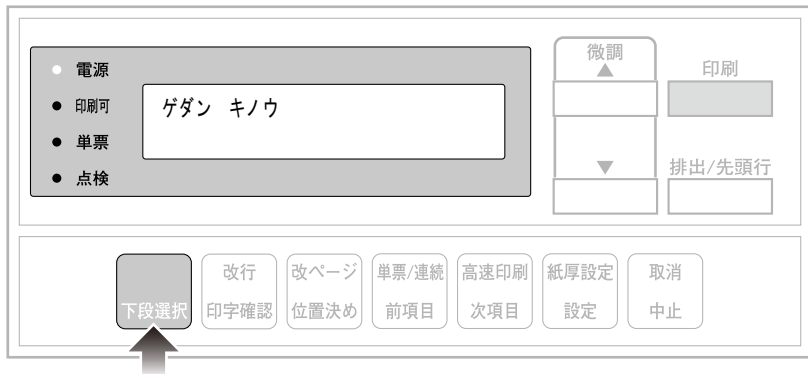 電源
印刷可
単票
点検
ゲダン キノウ
微調
▲
▼
印刷
排出/先頭行
下段選択
改行
印字確認
改ページ
位置決め
単票/連続
前項目
高速印刷
次項目
紙厚設定
設定
取消
中止